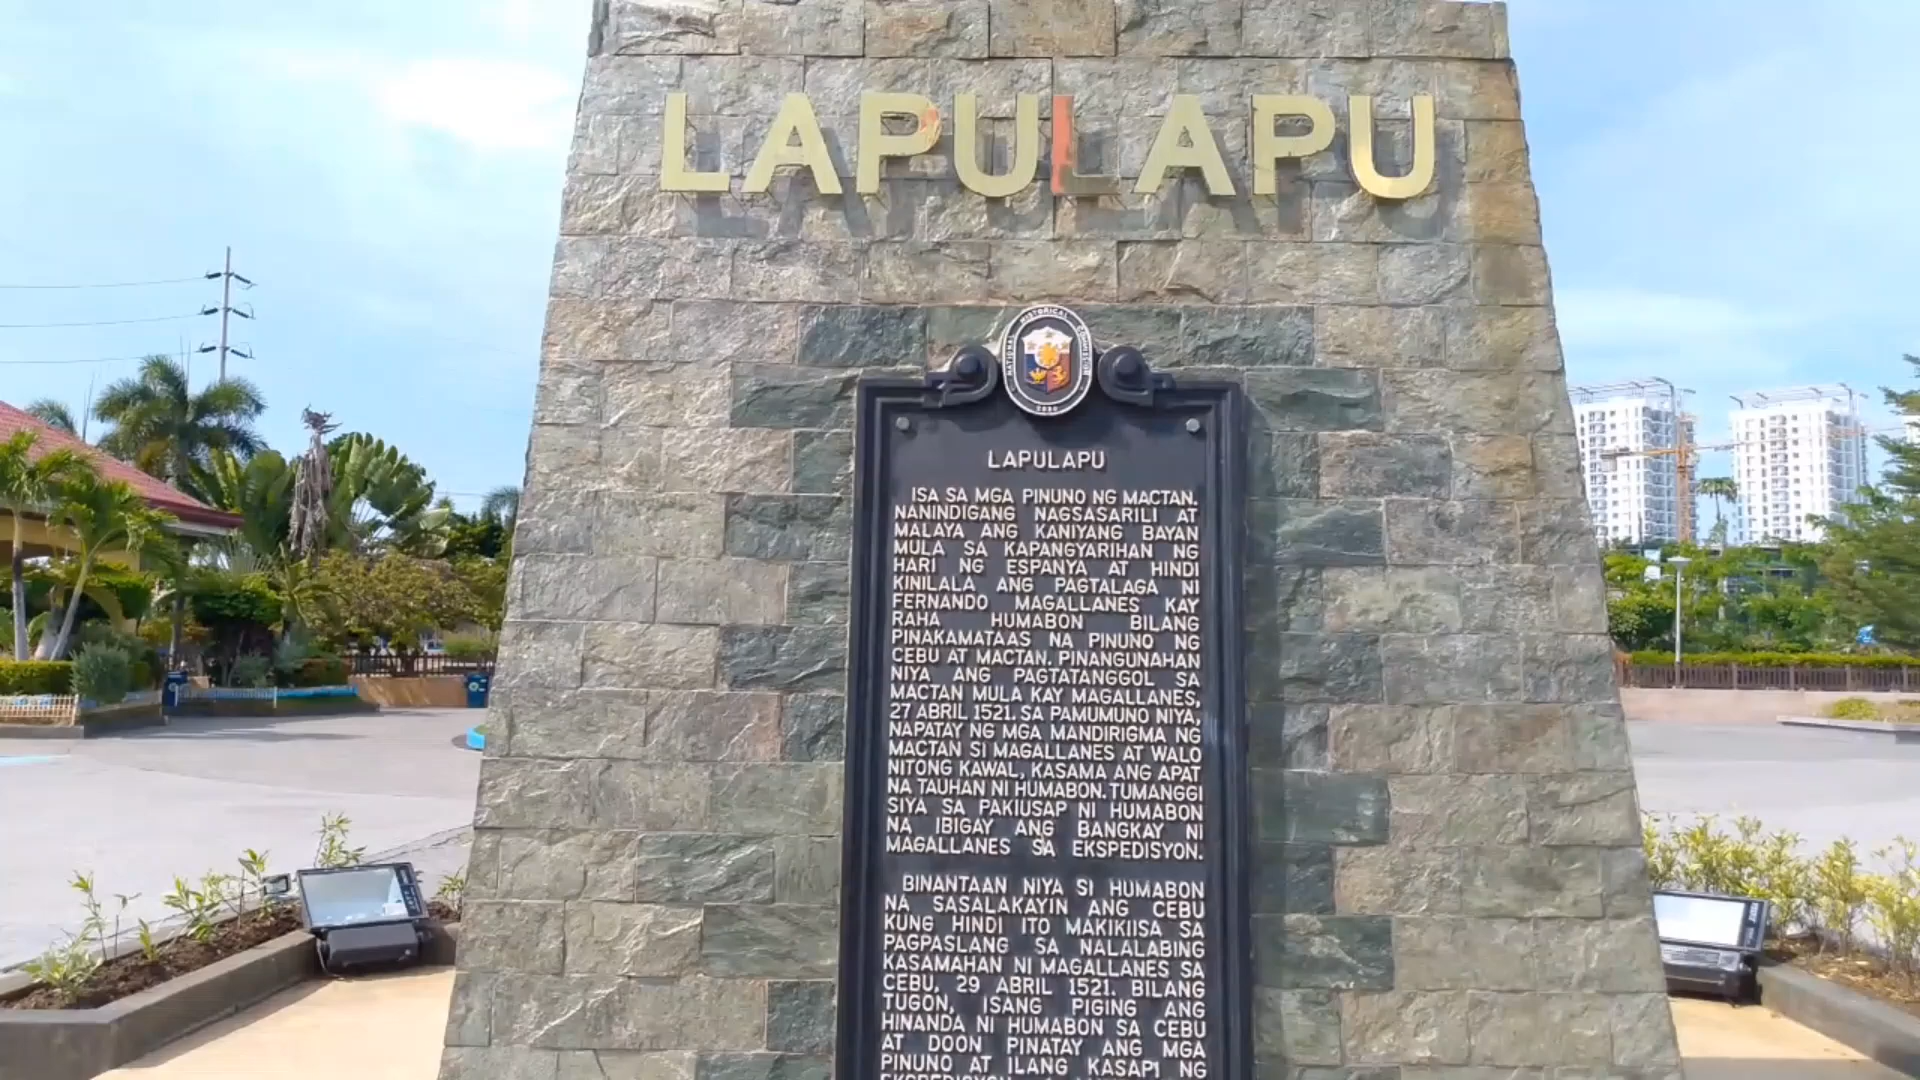 LAPULAPU
NATIONAL HISTORICAL COMMISSION
LAPULAPU
ISA SA MGA PINUNO NG MACTAN.
NANINDIGANG NAGSASARILI AT
MALAYA ANG KANIYANG BAYAN
MULA SA KAPANGYARIHAN NG
HARI NG ESPANYA AT HINDI
KINILALA ANG PAGTALAGA NI
FERNANDO MAGALLANES KAY
RAHA HUMABON BILANG
PINAKAMATAAS NA PINUNO NG
CEBU AT MACTAN. PINANGUNAHAN
NIYA ANG PAGTATANGGOL SA
MACTAN MULA KAY MAGALLANES,
27 ABRIL 1521. SA PAMUMUNO NIYA,
NAPATAY NG MGA MANDIRIGMA NG
MACTAN SI MAGALLANES AT WALO
NITONG KAWAL, KASAMA ANG APAT
NA TAUHAN NI HUMABON. TUMANGGI
SIYA SA PAKIUSAP NI HUMABON
NA IBIGAY ANG BANGKAY NI
MAGALLANES SA EKSPEDISYON.
BINANTAAN NIYA SI HUMABON
NA SASALAKAYIN ANG CEBU
KUNG HINDI ITO MAKIKIISA SA
PAGPASLANG SA NALALABING
KASAMAHAN NI MAGALLANES SA
CEBU, 29 ABRIL 1521. BILANG
TUGON, ISANG PIGING ANG
HINANDA NI HUMABON SA CEBU
AT DOON PINATAY ANG MGA
PINUNO AT ILANG KASAPI NG